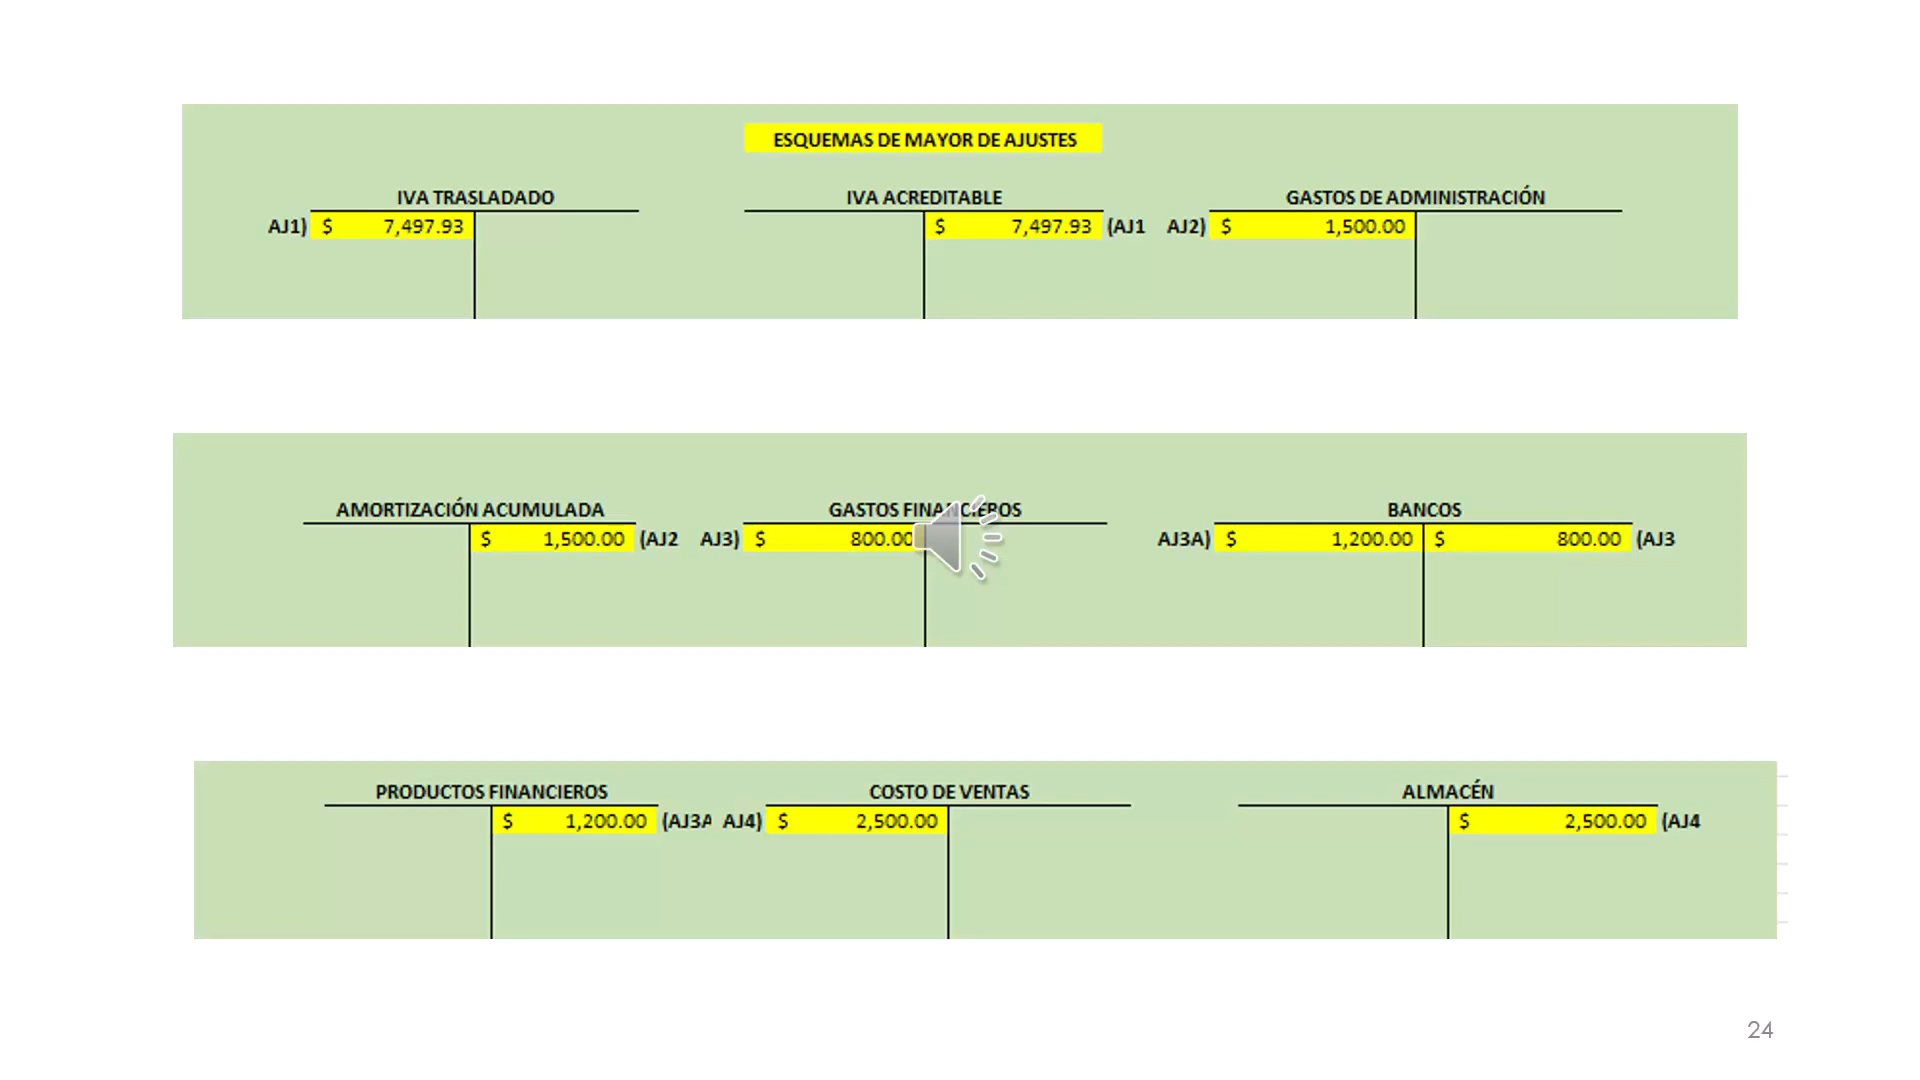 ESQUEMAS DE MAYOR DE AJUSTES
IVA TRASLADADO IVA ACREDITABLE GASTOS DE ADMINISTRACIÓN
AJ1) $ 7,497.93 $ 7,497.93 (AJ1 AJ2) $ 1,500.00
AMORTIZACIÓN ACUMULADA GASTOS FINANCIEROS BANCOS
$ 1,500.00 (AJ2 AJ3) $ 800.00 AJ3A) $ 1,200.00 $ 800.00 (AJ3
PRODUCTOS FINANCIEROS COSTO DE VENTAS ALMACÉN
$ 1,200.00 (AJ3A AJ4) $ 2,500.00 $ 2,500.00 (AJ4
24